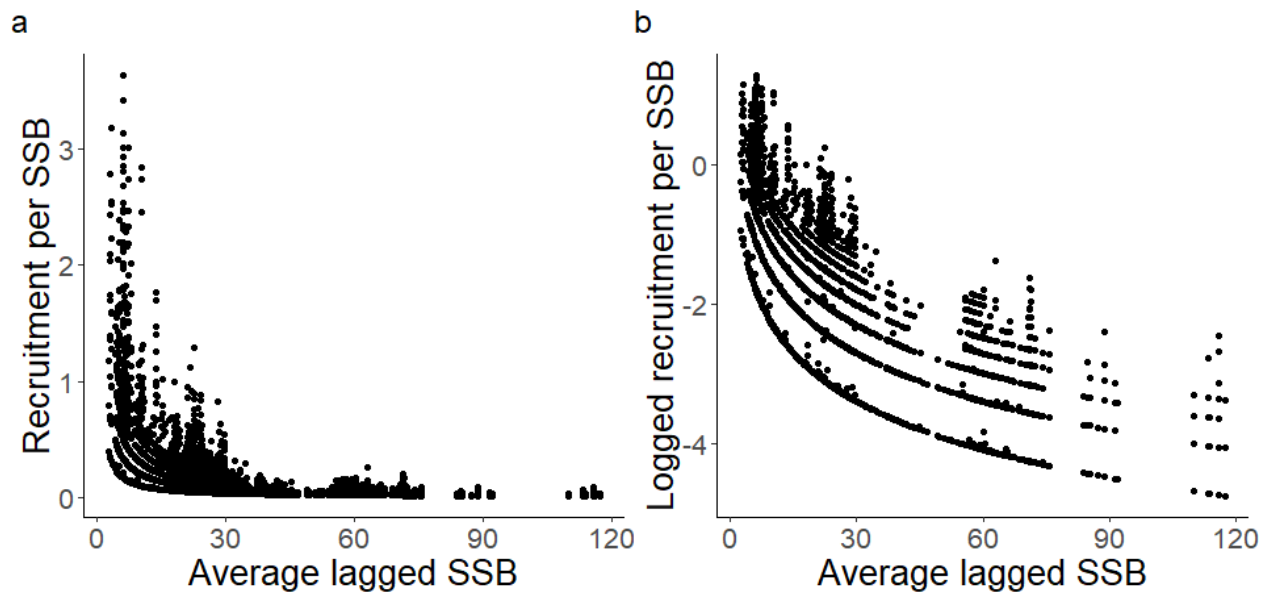 a
b
Recruitment per SSB
3
2
1
0
0 30 60 90 120
Average lagged SSB
Logged recruitment per SSB
0
-2
-4
0 30 60 90 120
Average lagged SSB